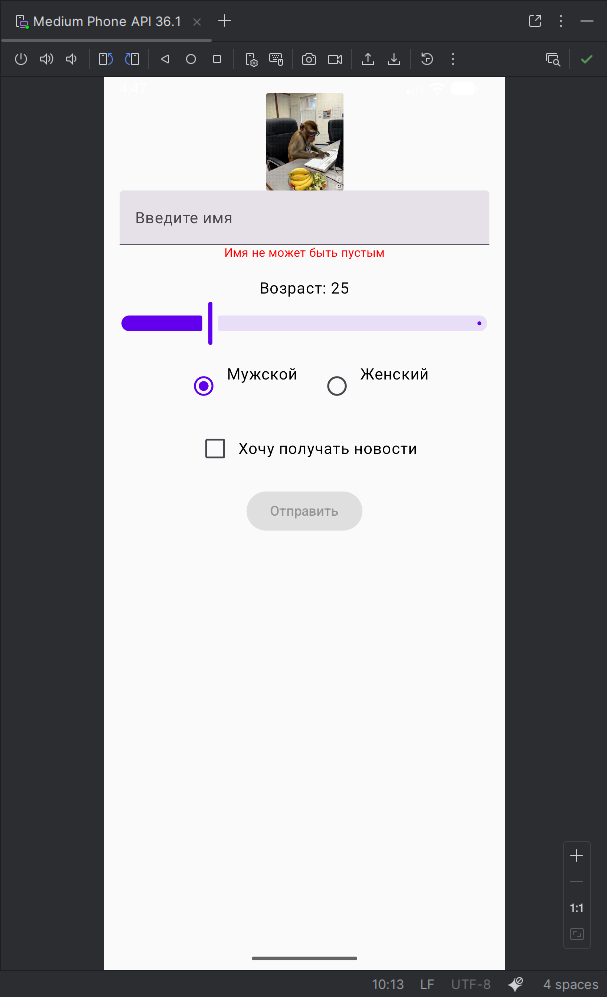 Medium Phone API 36.1
Введите имя
Имя не может быть пустым
Возраст: 25
Мужской Женский
Хочу получать новости
Отправить
1:1
10:13 LF UTF-8 4 spaces